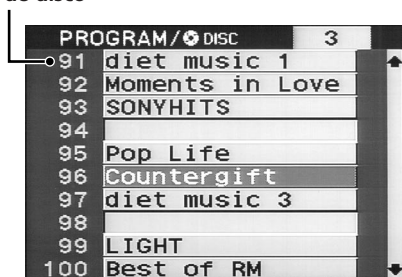 PROGRAM/ DISC 3
91 diet music 1
92 Moments in Love
93 SONYHITS
94
95 Pop Life
96 Countergift
97 diet music 3
98
99 LIGHT
100 Best of RM